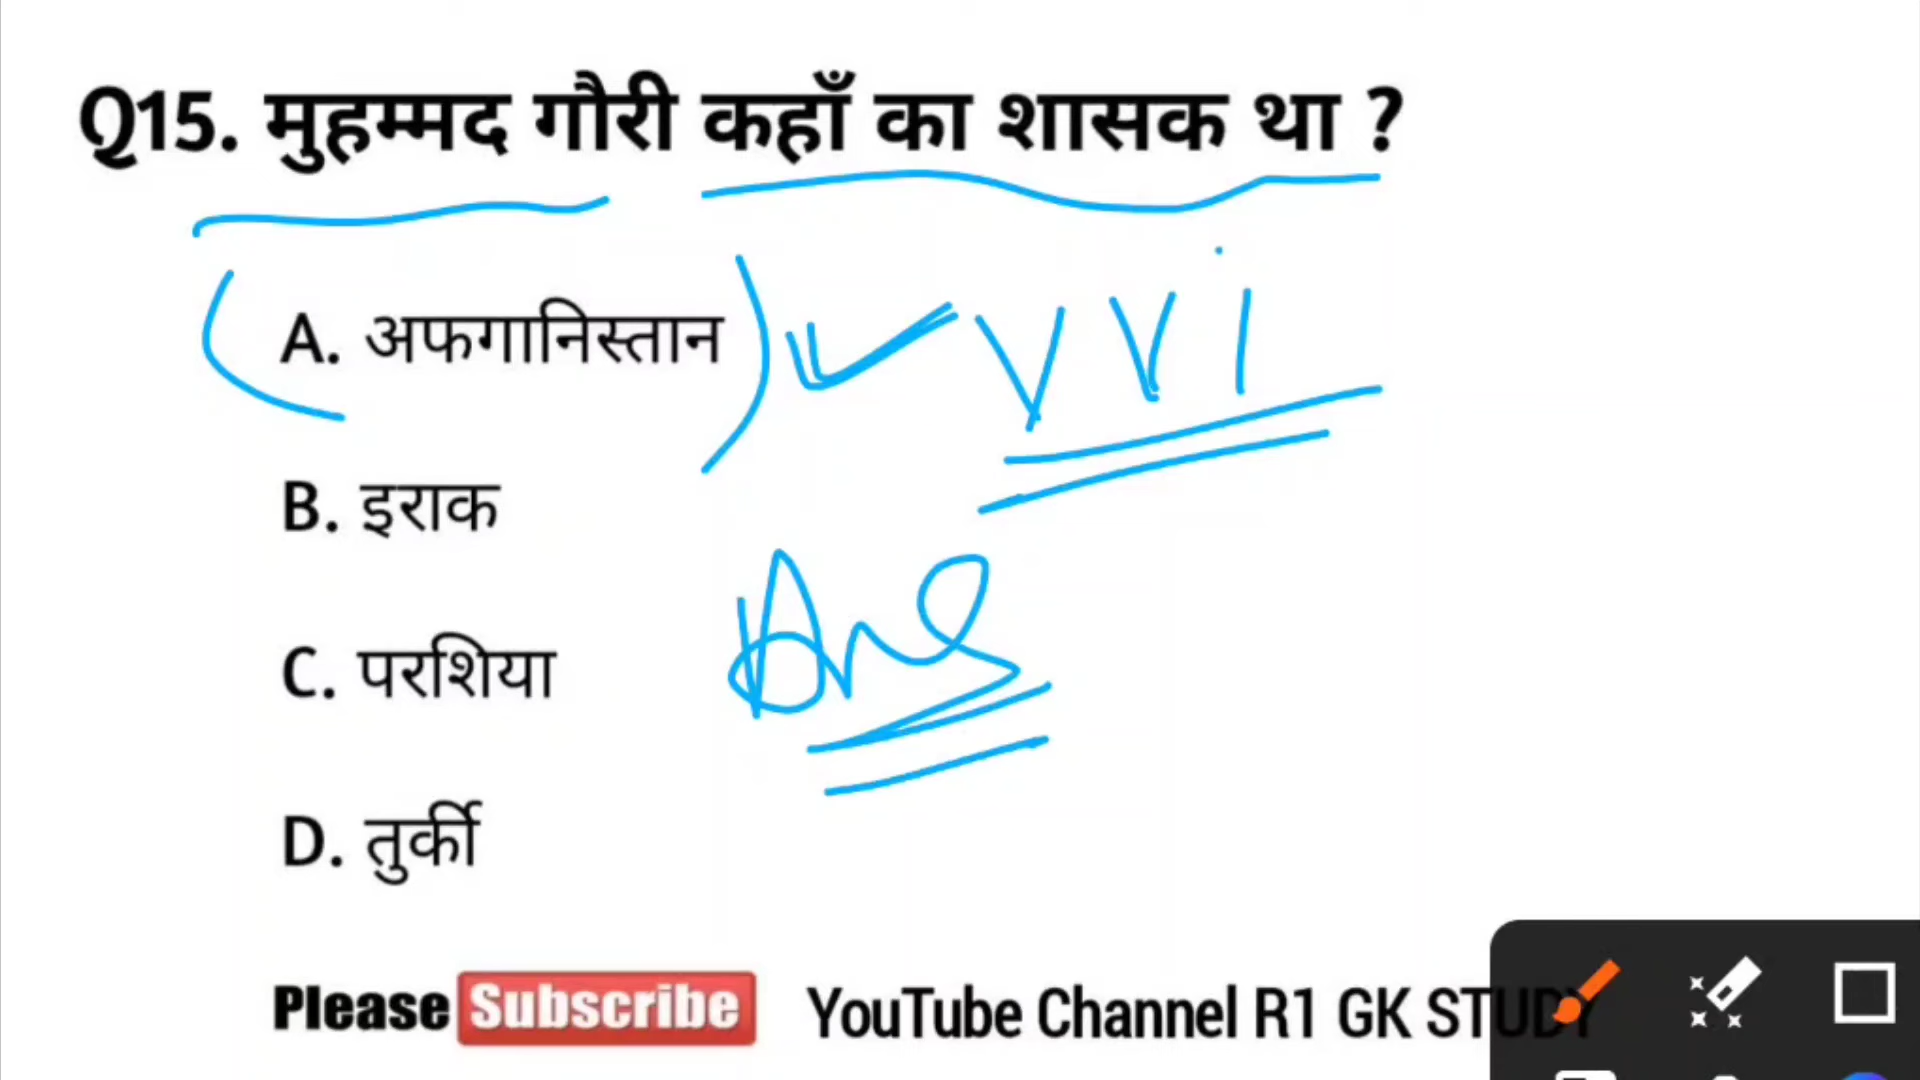 Q15. मुहम्मद गौरी कहाँ का शासक था ?
A. अफगानिस्तान
VVI
B. इराक
Ans
C. परशिया
D. तुर्की
Please Subscribe YouTube Channel R1 GK STUDY